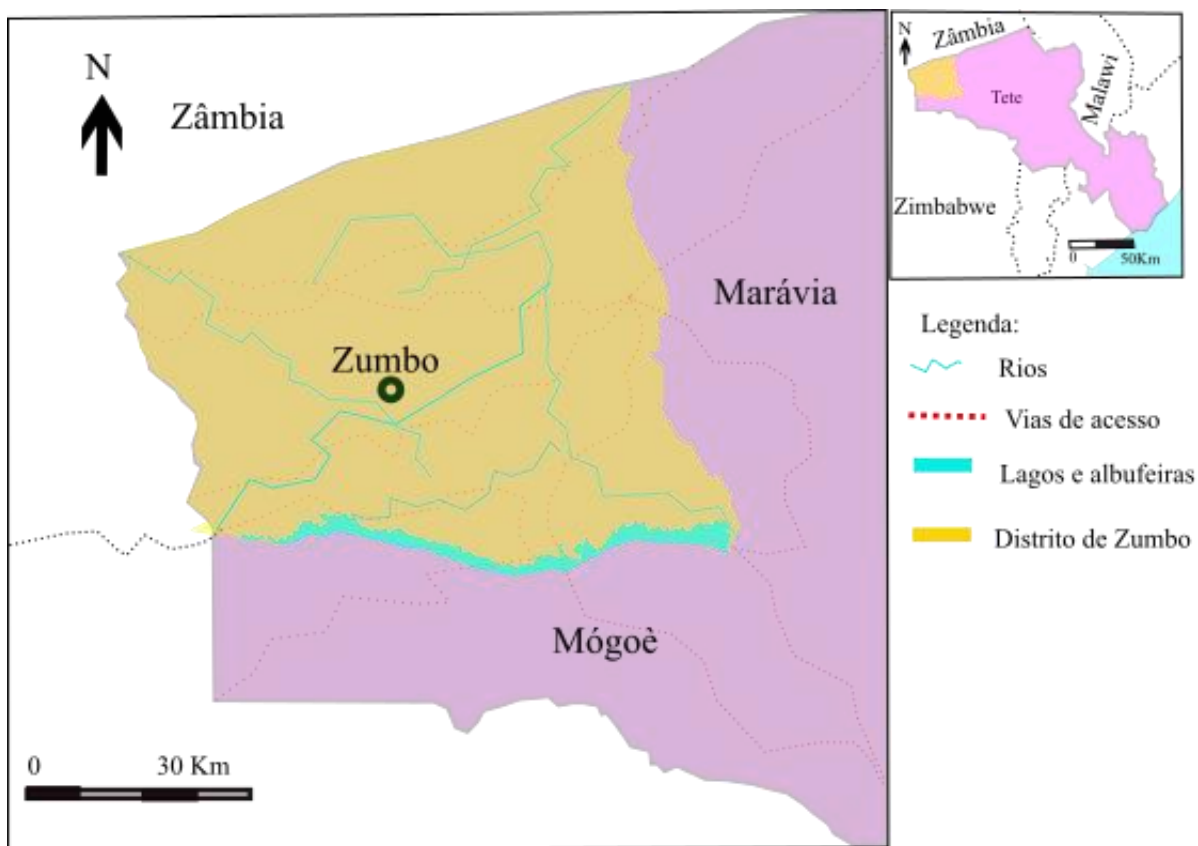 N
Zâmbia
Marávia
Zumbo
Mógoè
0 30 Km
N
Zâmbia
Malawi
Tete
Zimbabwe
0 50Km
Legenda:
Rios
Vias de acesso
Lagos e albufeiras
Distrito de Zumbo